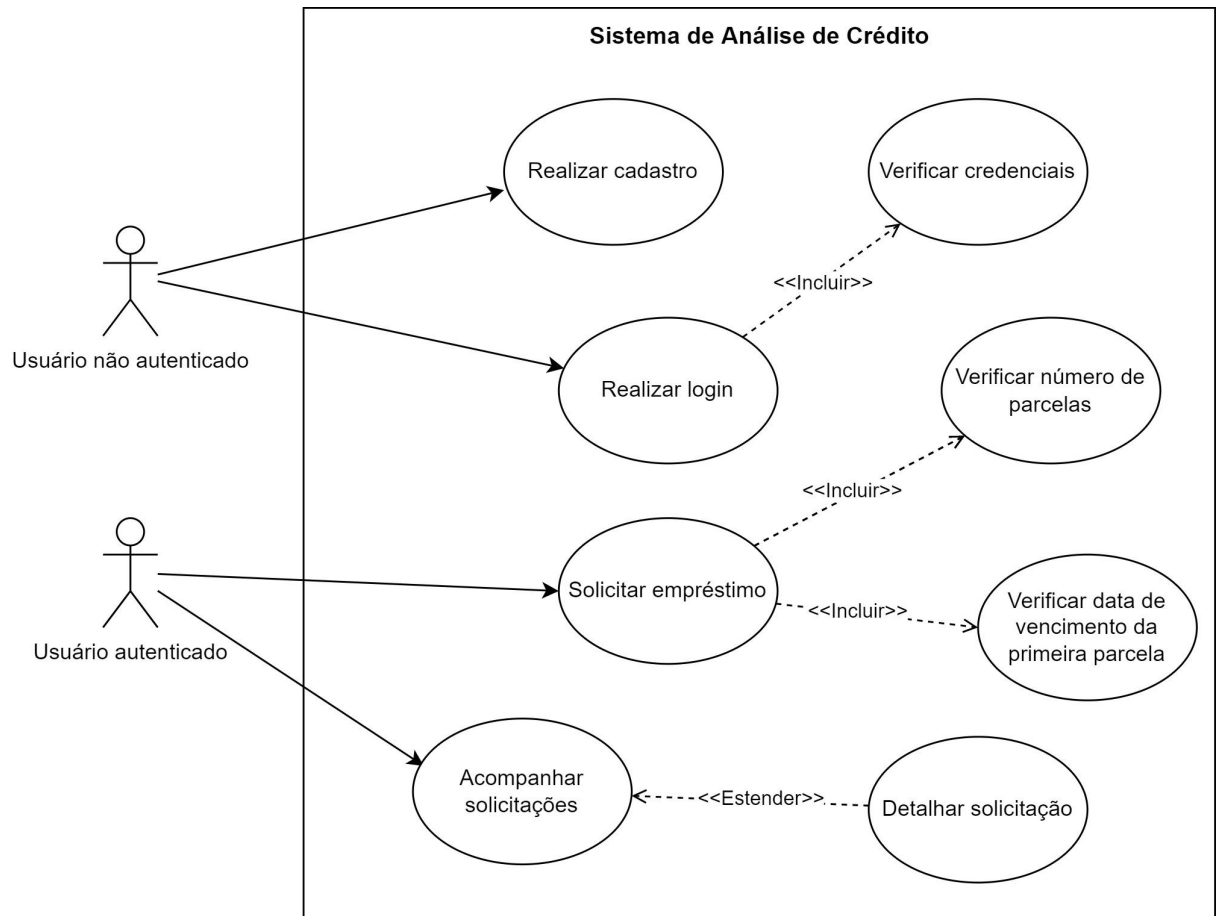 Sistema de Análise de Crédito
Realizar cadastro
Verificar credenciais
<<Incluir>>
Usuário não autenticado
Realizar login
Verificar número de
parcelas
<<Incluir>>
Solicitar empréstimo
<<Incluir>>
Verificar data de
vencimento da
primeira parcela
Usuário autenticado
Acompanhar
solicitações
<<Estender>>
Detalhar solicitação